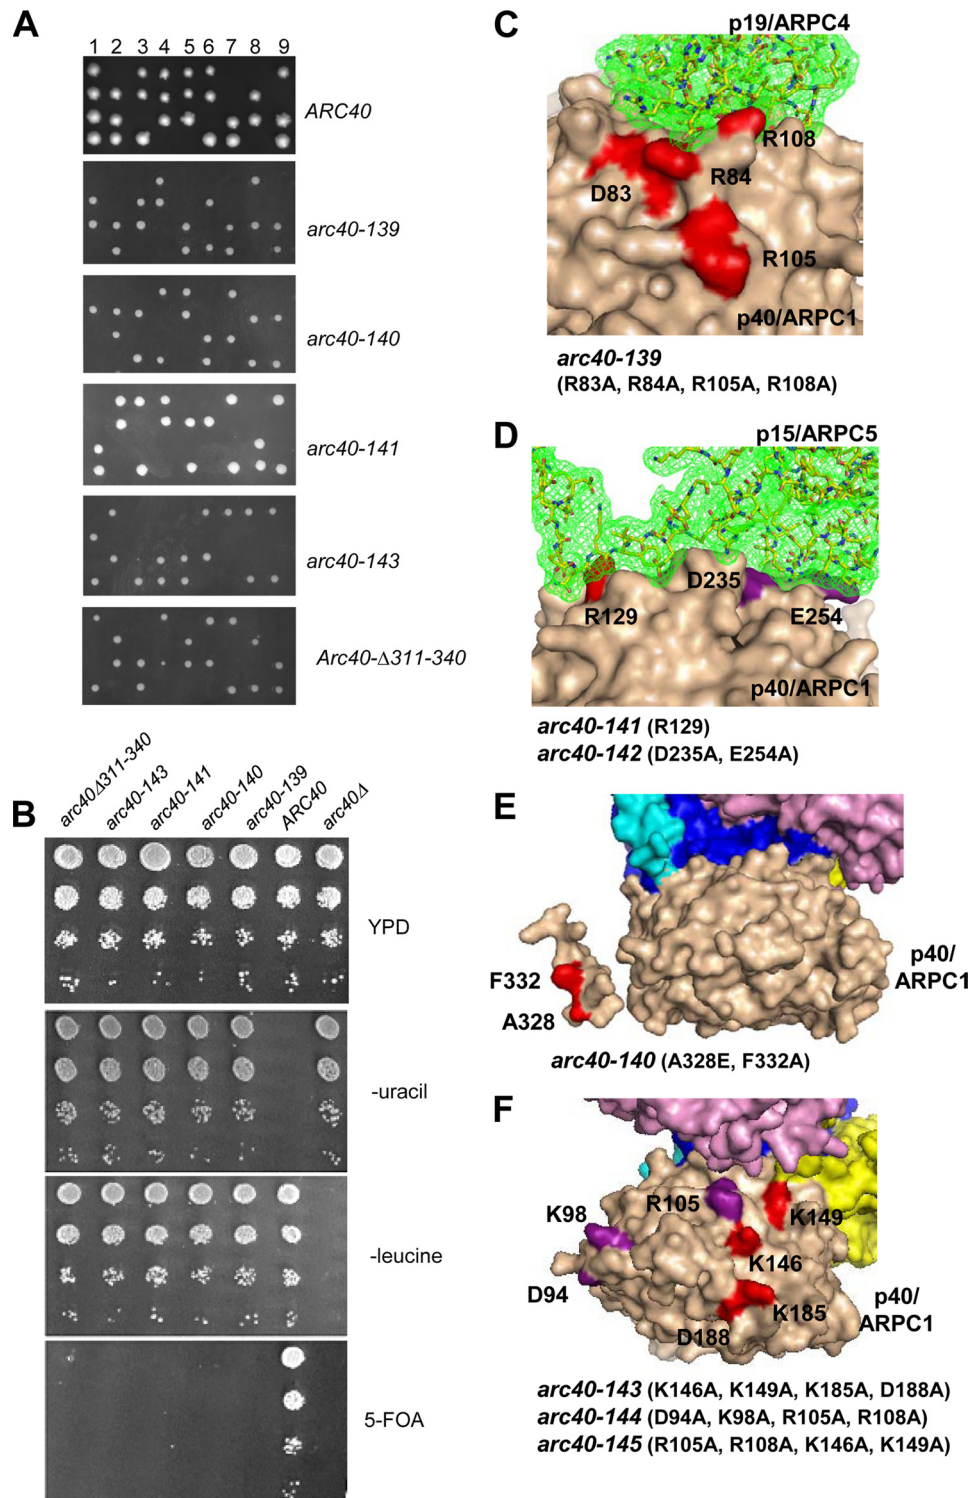 A
1 2 3 4 5 6 7 8 9
ARC40
arc40-139
arc40-140
arc40-141
arc40-143
Arc40-Δ311-340
B
arc40Δ311-340
arc40-143
arc40-141
arc40-140
arc40-139
ARC40
arc40Δ
YPD
-uracil
-leucine
5-FOA
C
p19/ARPC4
R108
R84
D83
R105
p40/ARPC1
arc40-139
(R83A, R84A, R105A, R108A)
D
p15/ARPC5
D235
R129
E254
p40/ARPC1
arc40-141 (R129)
arc40-142 (D235A, E254A)
E
F332
A328
p40/
ARPC1
arc40-140 (A328E, F332A)
F
R105
K98
K149
K146
D94
K185
D188
p40/
ARPC1
arc40-143 (K146A, K149A, K185A, D188A)
arc40-144 (D94A, K98A, R105A, R108A)
arc40-145 (R105A, R108A, K146A, K149A)